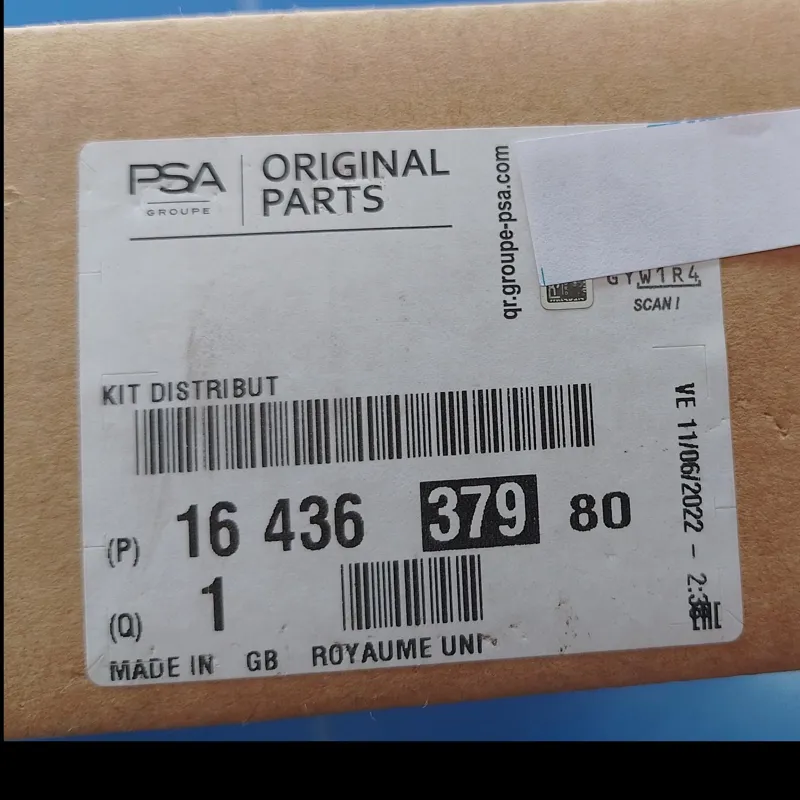 PSA
GROUPE
ORIGINAL
PARTS
qr.groupe-psa.com
GYW1R4
SCAN!
KIT DISTRIBUT
VE 11/06/2022 -
(P) 16 436 379 80
(Q) 1
MADE IN GB ROYAUME UNI